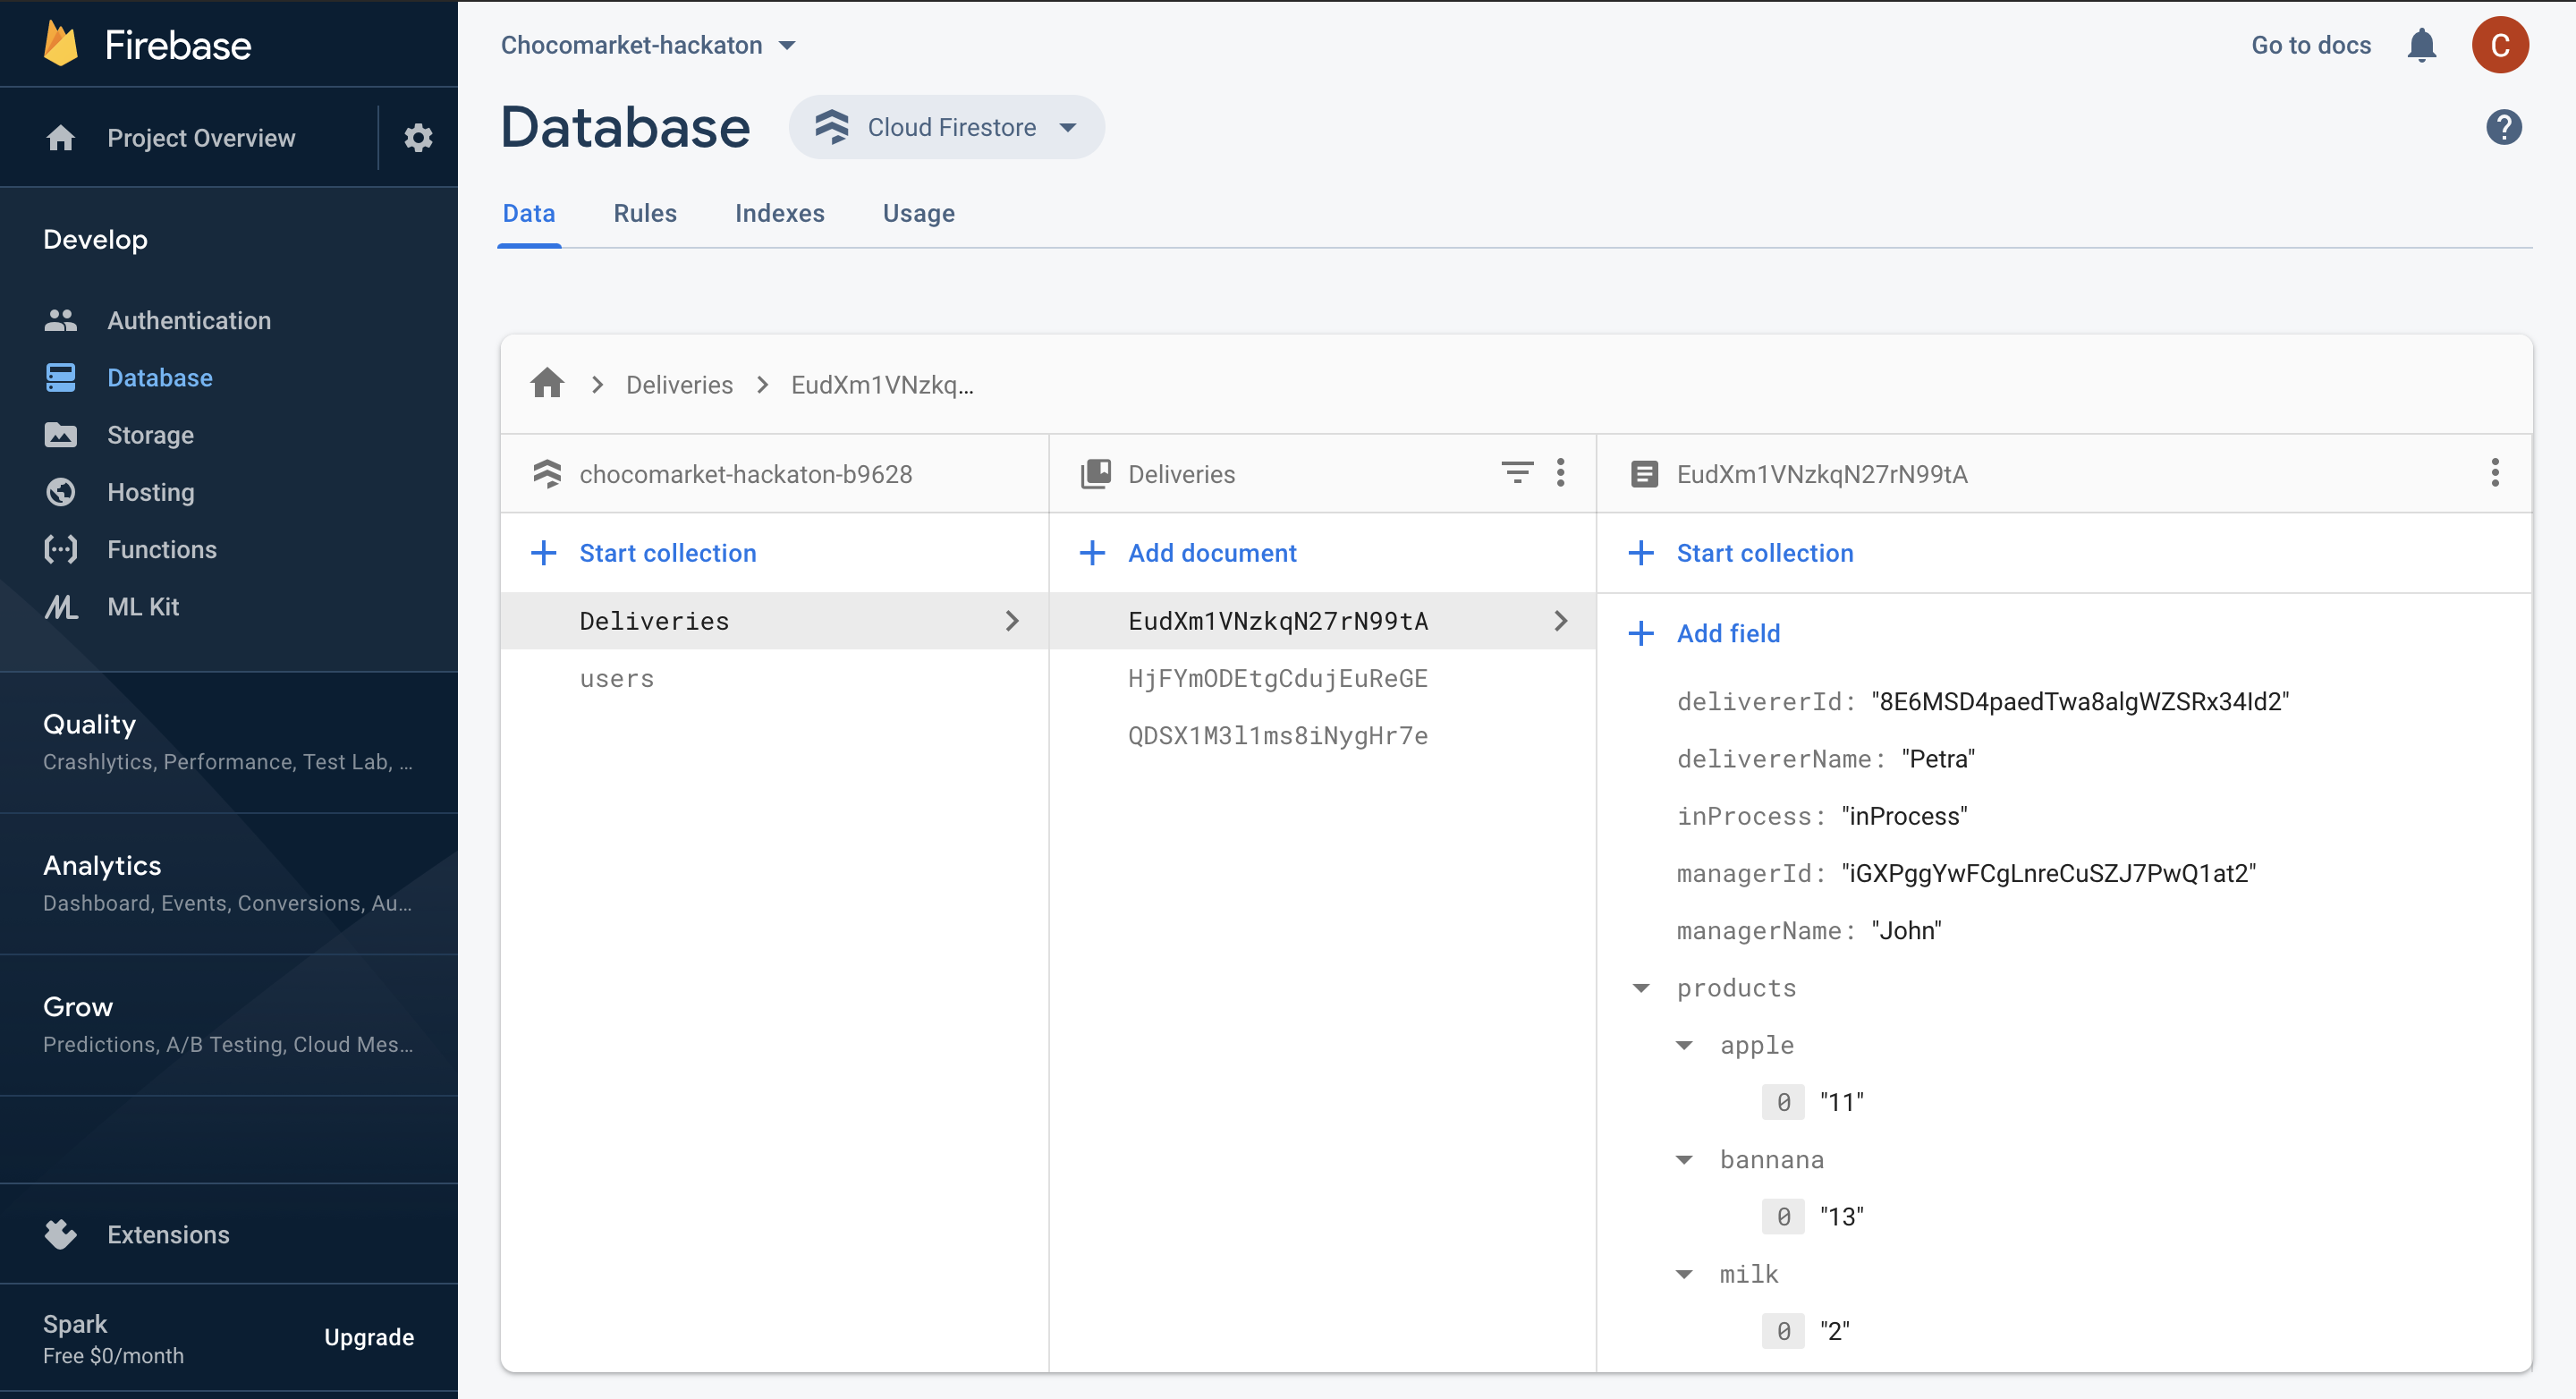 Firebase
Project Overview
Develop
Authentication
Database
Storage
Hosting
Functions
ML Kit
Quality
Crashlytics, Performance, Test Lab, ...
Analytics
Dashboard, Events, Conversions, Au...
Grow
Predictions, A/B Testing, Cloud Mes...
Extensions
Spark
Free $0/month
Upgrade
Chocomarket-hackaton
Go to docs
C
Database
Cloud Firestore
?
Data Rules Indexes Usage
Deliveries EudXm1VNzkq...
chocomarket-hackaton-b9628
Start collection
Deliveries
users
Deliveries
Add document
EudXm1VNzkqN27rN99tA
HjFYmODEtgCdujEuReGE
QDSX1M3l1ms8iNygHr7e
EudXm1VNzkqN27rN99tA
Start collection
Add field
delivererId: "8E6MSD4paedTwa8algWZSRx34Id2"
delivererName: "Petra"
inProcess: "inProcess"
managerId: "iGXPggYwFCgLnreCuSZJ7PwQ1at2"
managerName: "John"
products
apple
0 "11"
bannana
0 "13"
milk
0 "2"